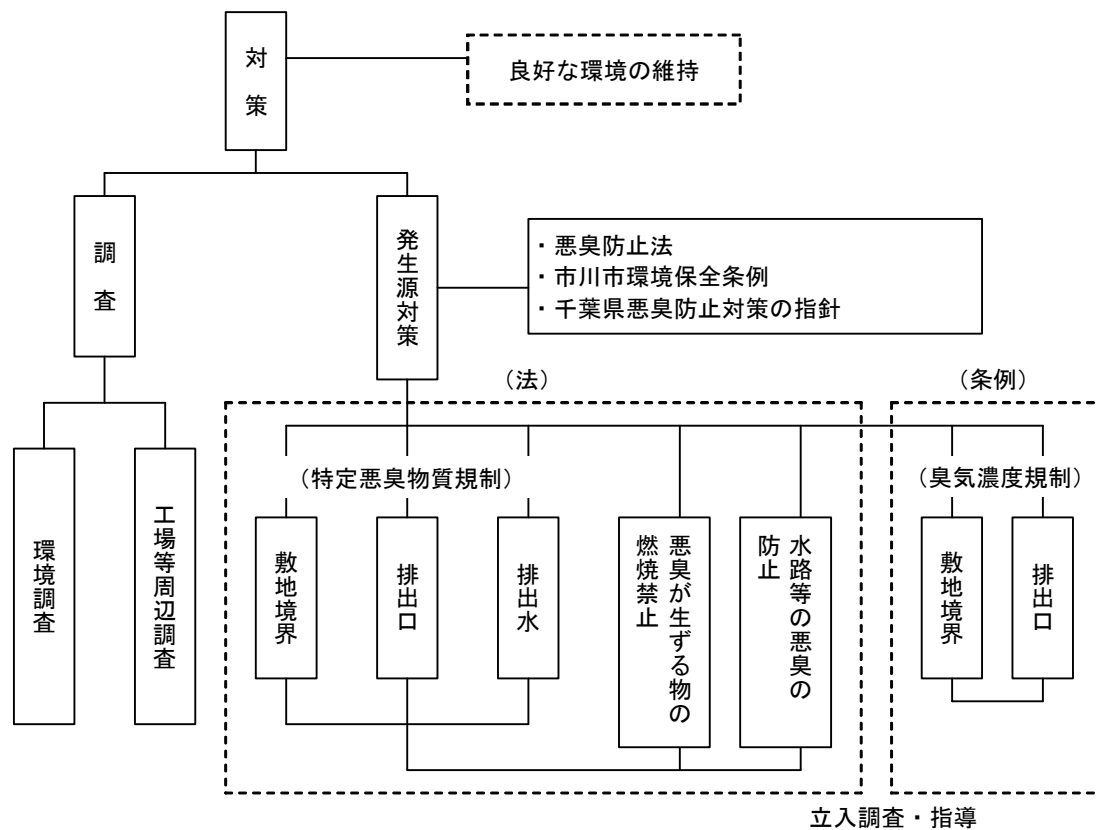 対策
良好な環境の維持
調査
発生源対策
・悪臭防止法
・市川市環境保全条例
・千葉県悪臭防止対策の指針
（法）
（条例）
環境調査
工場等周辺調査
（特定悪臭物質規制）
敷地境界
排出口
排出水
悪臭が生ずる物の
燃焼禁止
水路等の悪臭の
防止
（臭気濃度規制）
敷地境界
排出口
立入調査・指導